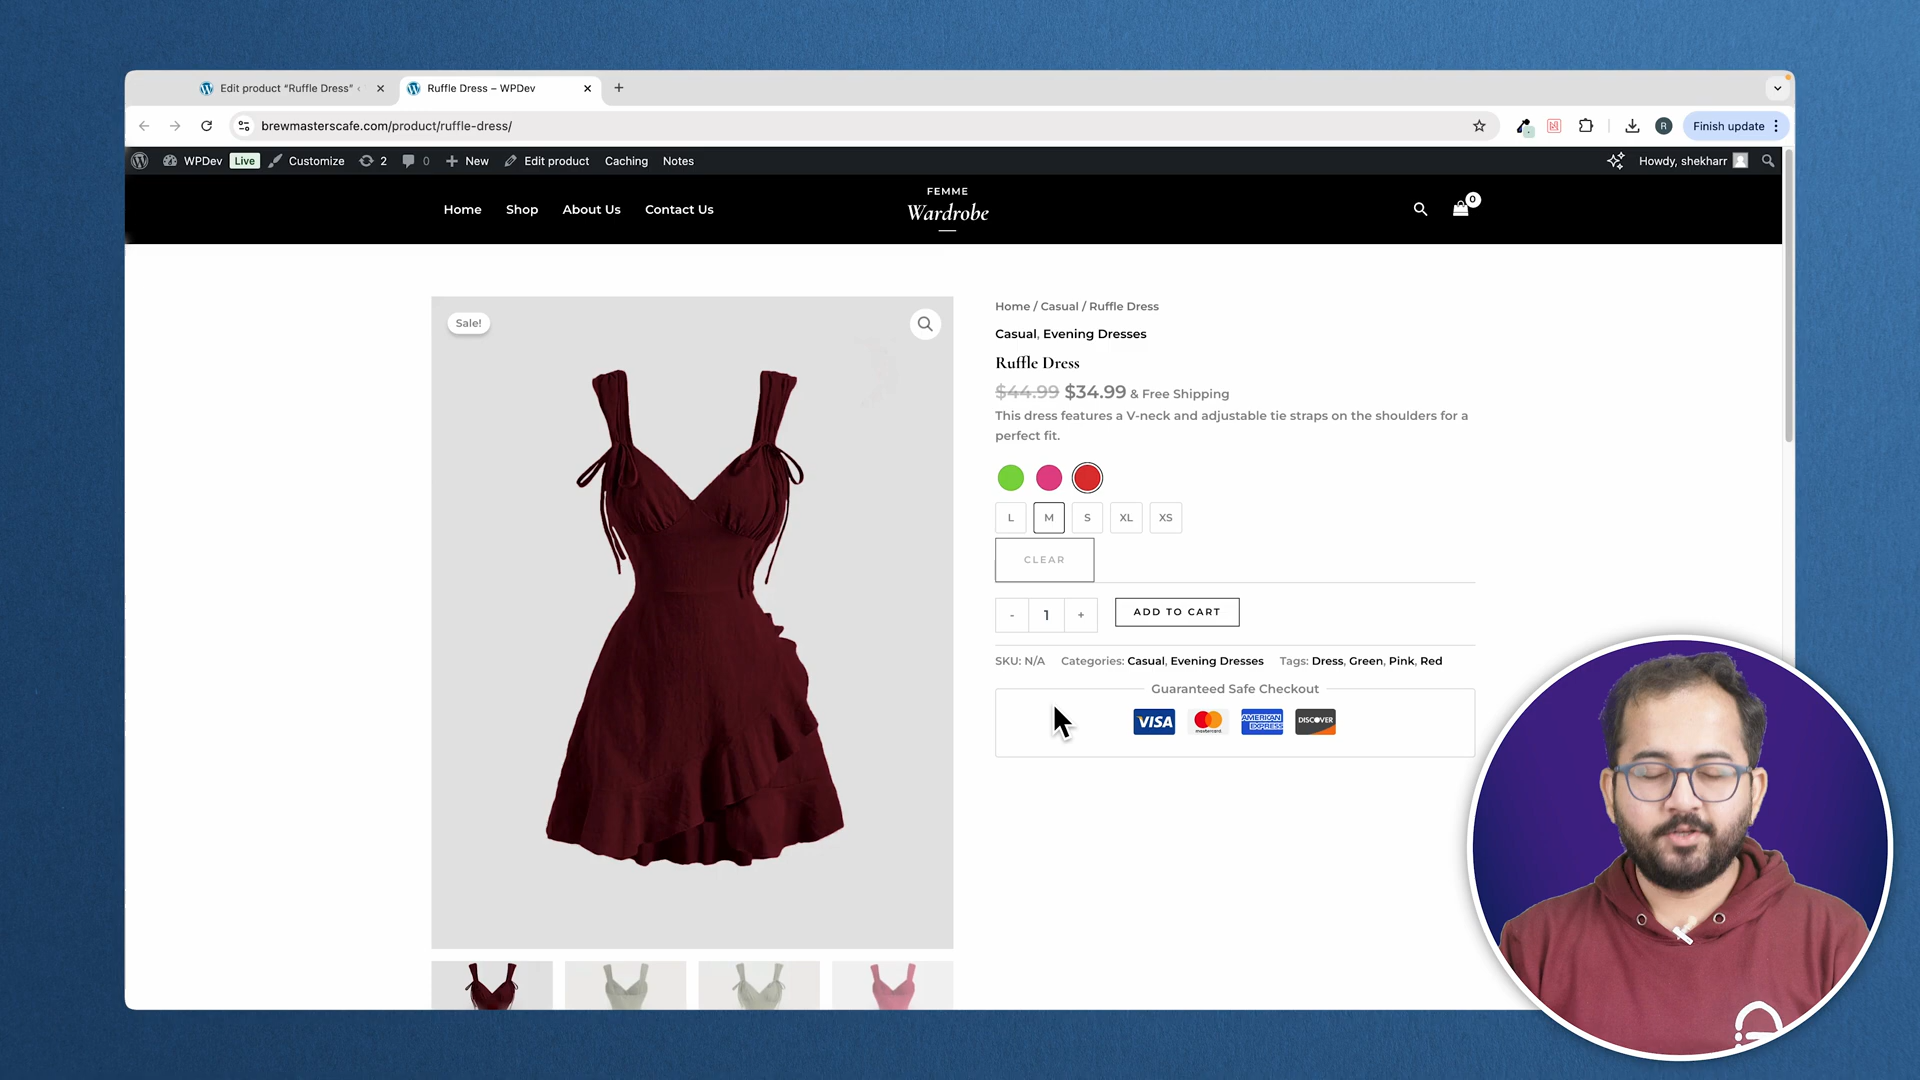 Edit product “Ruffle Dress” ‹
Ruffle Dress – WPDev
brewmasterscafe.com/product/ruffle-dress/
R
Finish update
WPDev
Live
Customize
2
0
New
Edit product
Caching
Notes
Howdy, shekharr
Home
Shop
About Us
Contact Us
FEMME
Wardrobe
0
Sale!
Home / Casual / Ruffle Dress
Casual, Evening Dresses
Ruffle Dress
$44.99 $34.99 & Free Shipping
This dress features a V-neck and adjustable tie straps on the shoulders for a
perfect fit.
L M S XL XS
CLEAR
- 1 +
ADD TO CART
SKU: N/A Categories: Casual, Evening Dresses Tags: Dress, Green, Pink, Red
Guaranteed Safe Checkout
VISA
mastercard
AMERICAN
EXPRESS
DISCOVER